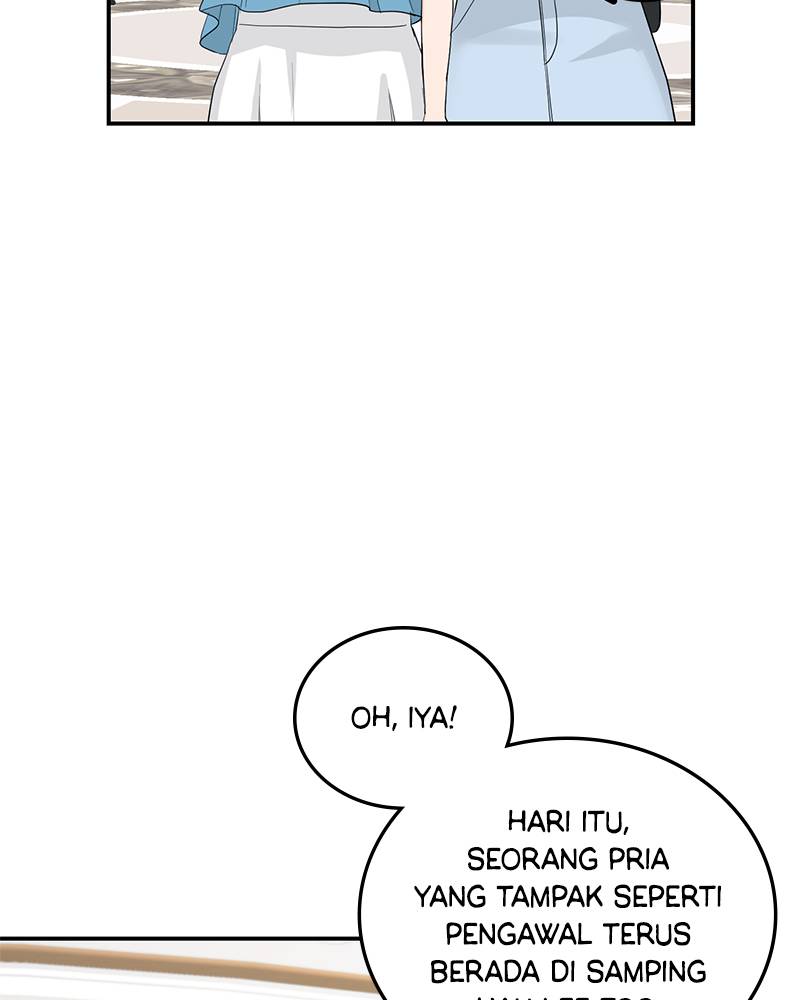 OH, IYA!
HARI ITU,
SEORANG PRIA
YANG TAMPAK SEPERTI
PENGAWAL TERUS
BERADA DI SAMPING